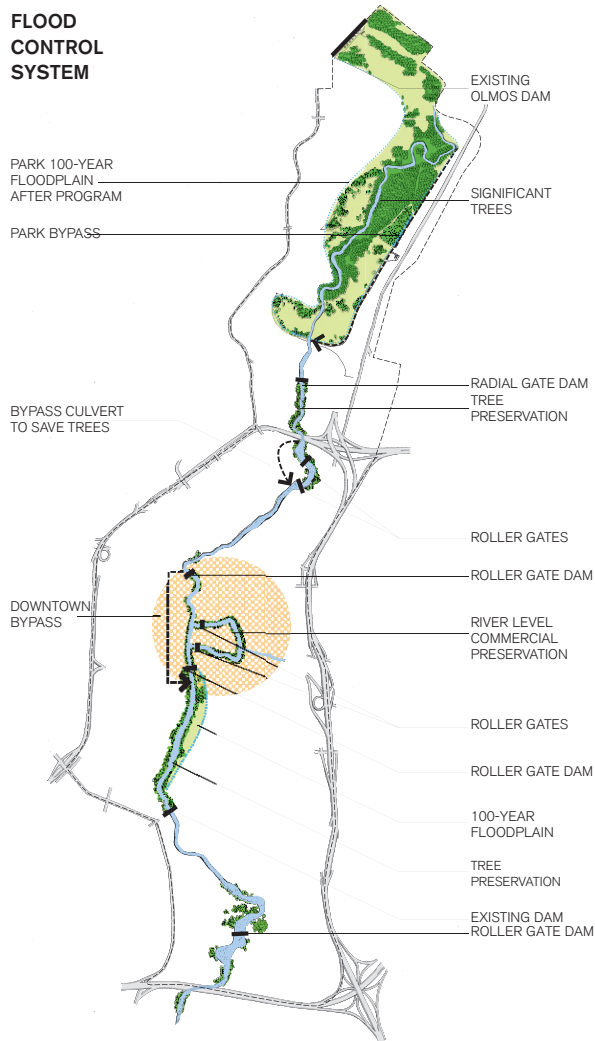 FLOOD
CONTROL
SYSTEM
EXISTING
OLMOS DAM
PARK 100-YEAR
FLOODPLAIN
AFTER PROGRAM
SIGNIFICANT
TREES
PARK BYPASS
RADIAL GATE DAM
TREE
PRESERVATION
BYPASS CULVERT
TO SAVE TREES
ROLLER GATES
ROLLER GATE DAM
DOWNTOWN
BYPASS
RIVER LEVEL
COMMERCIAL
PRESERVATION
ROLLER GATES
ROLLER GATE DAM
100-YEAR
FLOODPLAIN
TREE
PRESERVATION
EXISTING DAM
ROLLER GATE DAM